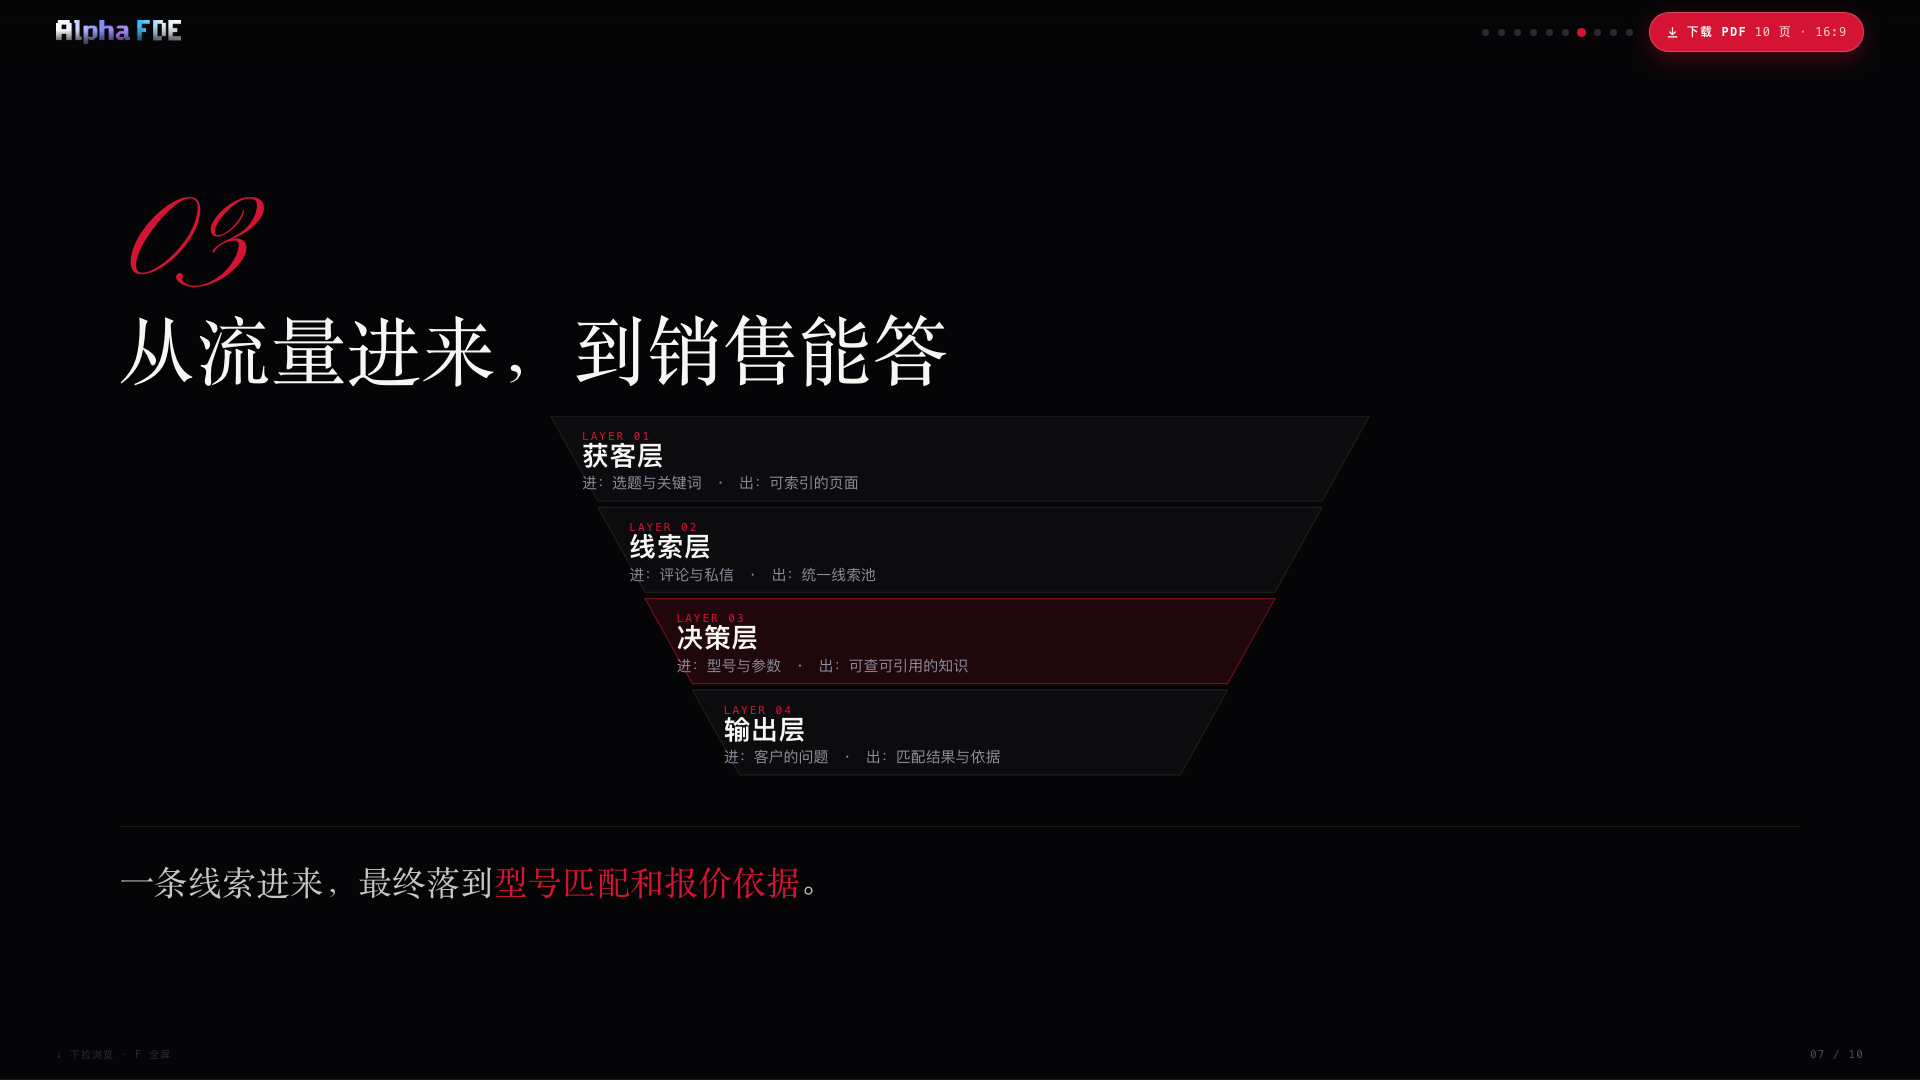 Alpha FDE
下载 PDF 10 页 · 16:9
03
从流量进来，到销售能答
LAYER 01
获客层
进：选题与关键词 · 出：可索引的页面
LAYER 02
线索层
进：评论与私信 · 出：统一线索池
LAYER 03
决策层
进：型号与参数 · 出：可查可引用的知识
LAYER 04
输出层
进：客户的问题 · 出：匹配结果与依据
一条线索进来，最终落到型号匹配和报价依据。
↓ 下拉浏览 · F 全屏
07 / 10